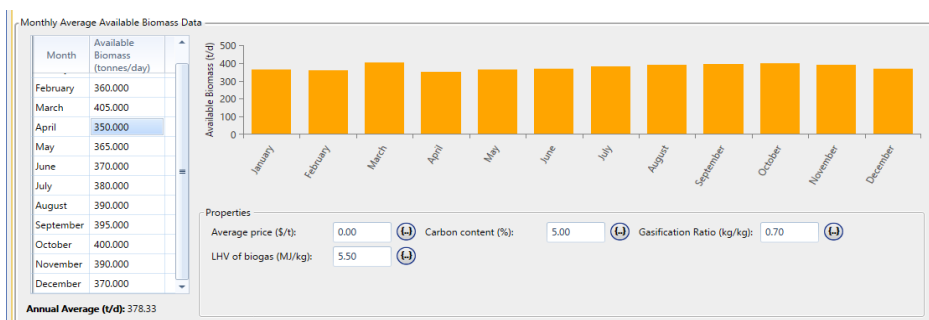 Monthly Average Available Biomass Data
Month
Available
Biomass
(tonnes/day)
February 360.000
March 405.000
April 350.000
May 365.000
June 370.000
July 380.000
August 390.000
September 395.000
October 400.000
November 390.000
December 370.000
Annual Average (t/d): 378.33
Available Biomass (t/d)
500
400
300
200
100
0
January February March April May June July August September October November December
Properties
Average price ($/t): 0.00 {..} Carbon content (%): 5.00 {..} Gasification Ratio (kg/kg): 0.70 {..}
LHV of biogas (MJ/kg): 5.50 {..}